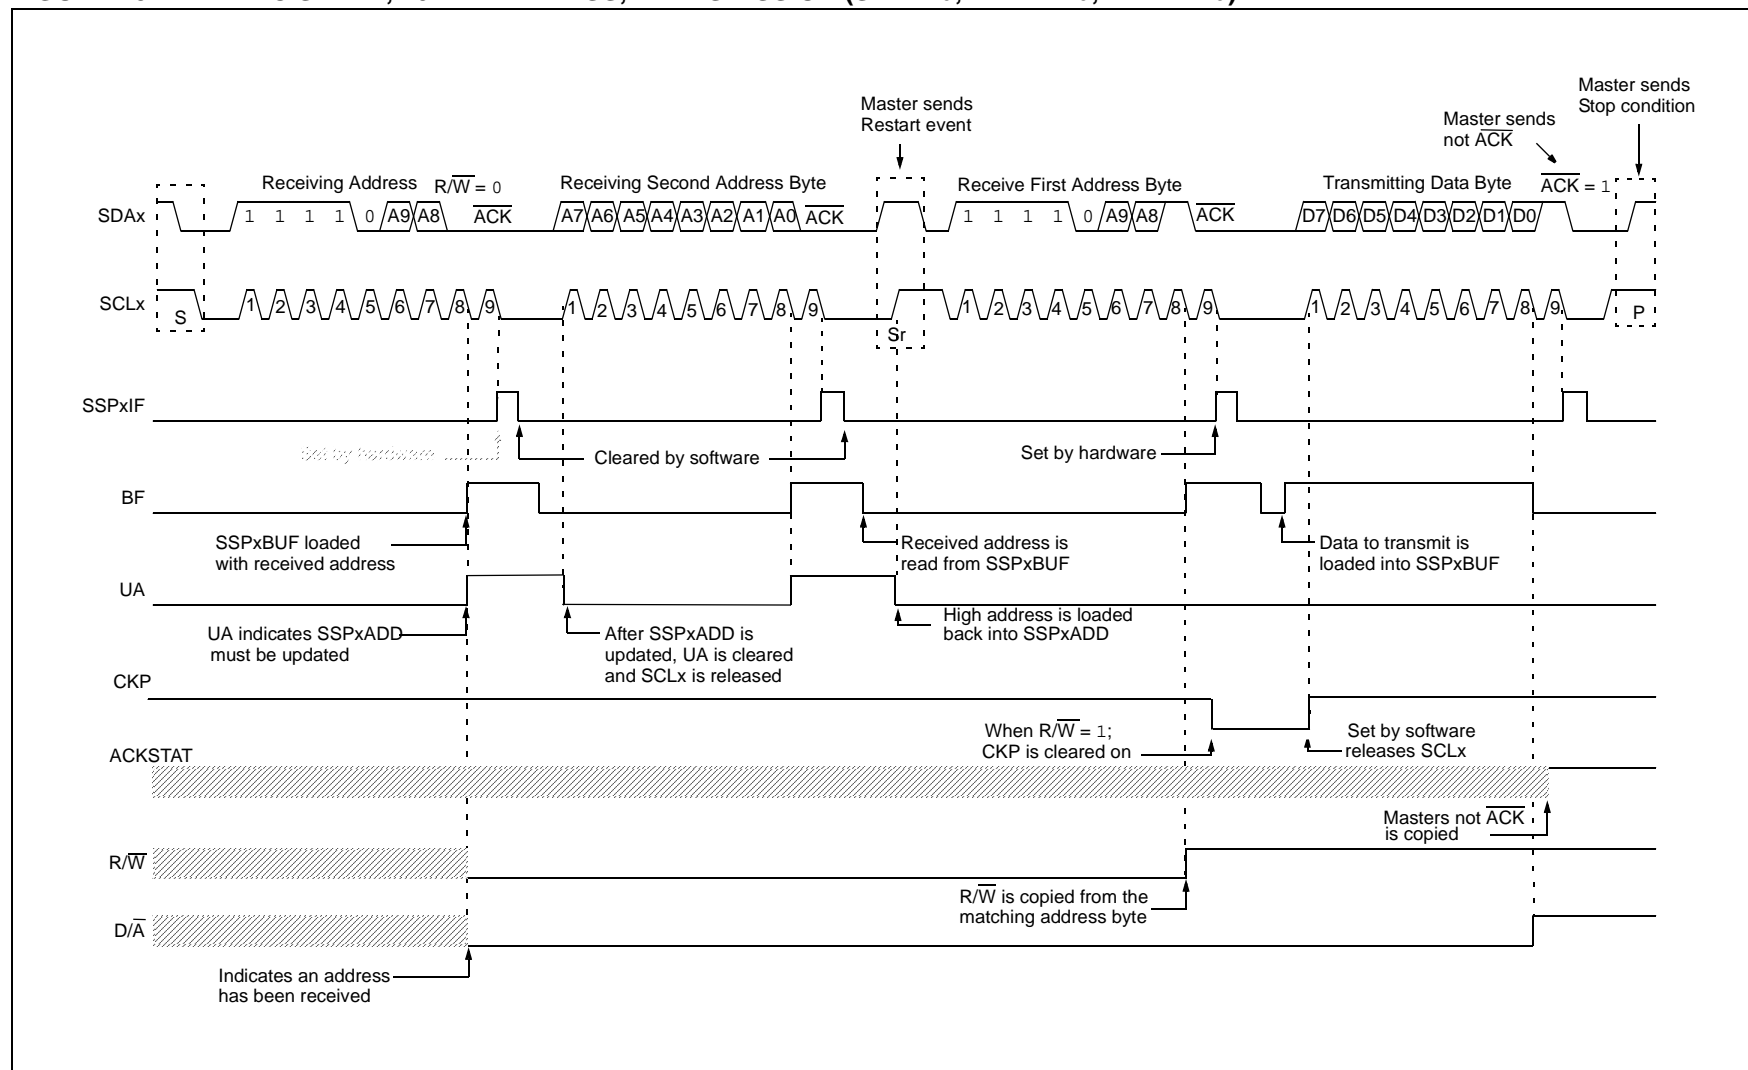 Master sends
Stop condition
Master sends
Restart event
Master sends
not ACK
Receiving Address R/W = 0
Receiving Second Address Byte
Receive First Address Byte
Transmitting Data Byte
ACK = 1
SDAx
1 1 1 1 0 A9 A8 ACK
A7 A6 A5 A4 A3 A2 A1 A0 ACK
1 1 1 1 0 A9 A8 ACK
D7 D6 D5 D4 D3 D2 D1 D0
SCLx
S
1 2 3 4 5 6 7 8 9
1 2 3 4 5 6 7 8 9
Sr
1 2 3 4 5 6 7 8 9
1 2 3 4 5 6 7 8 9
P
SSPxIF
Set by hardware
Cleared by software
Set by hardware
BF
SSPxBUF loaded
with received address
Received address is
read from SSPxBUF
Data to transmit is
loaded into SSPxBUF
UA
UA indicates SSPxADD
must be updated
After SSPxADD is
updated, UA is cleared
and SCLx is released
High address is loaded
back into SSPxADD
CKP
When R/W = 1;
CKP is cleared on
Set by software
releases SCLx
ACKSTAT
Masters not ACK
is copied
R/W
R/W is copied from the
matching address byte
D/A
Indicates an address
has been received